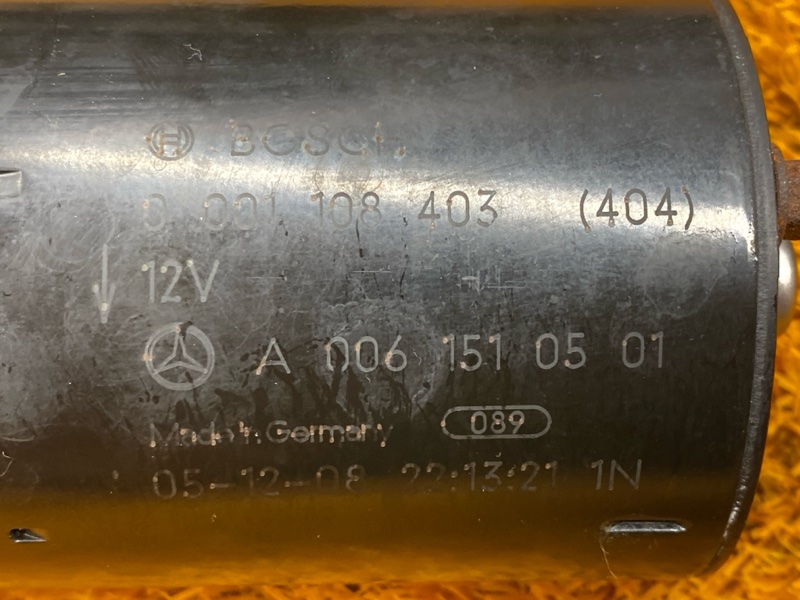 BOSCH
0 001 108 403 (404)
12V
A 006 151 05 01
Made in Germany 089
05-12-08 22:13:21 1N